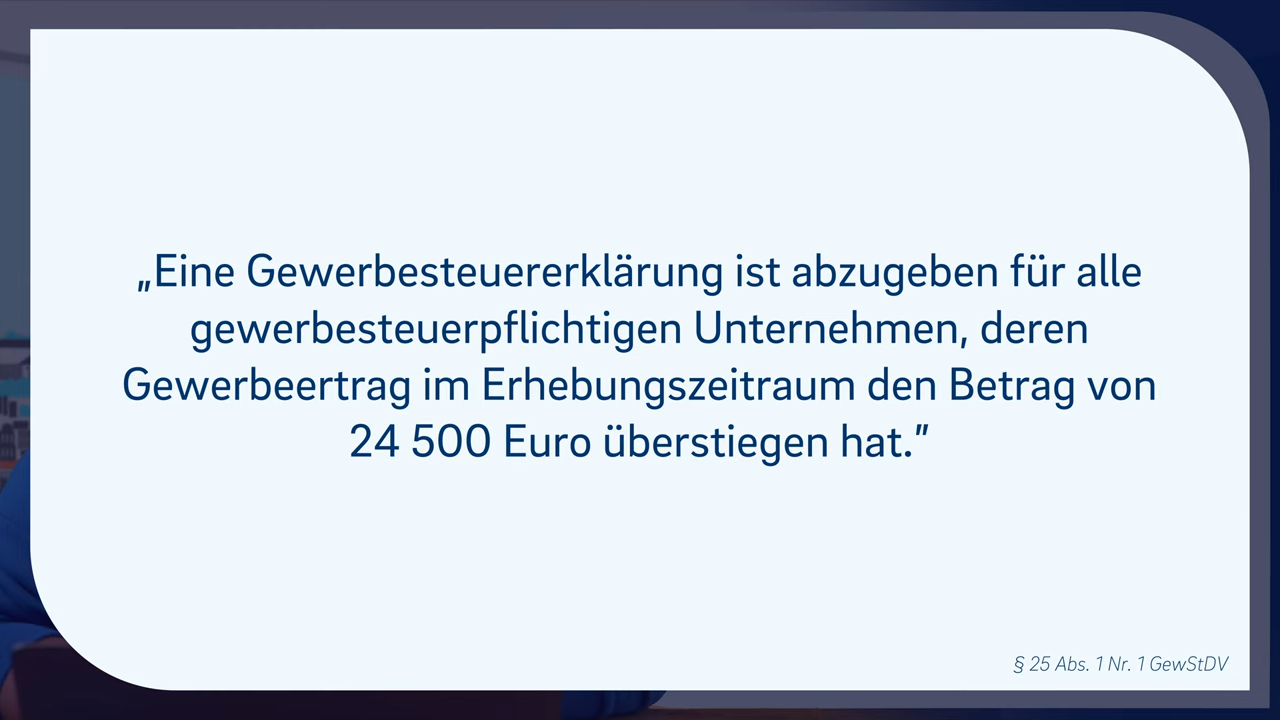 „Eine Gewerbesteuererklärung ist abzugeben für alle
gewerbesteuerpflichtigen Unternehmen, deren
Gewerbeertrag im Erhebungszeitraum den Betrag von
24 500 Euro überstiegen hat.”
§ 25 Abs. 1 Nr. 1 GewStDV